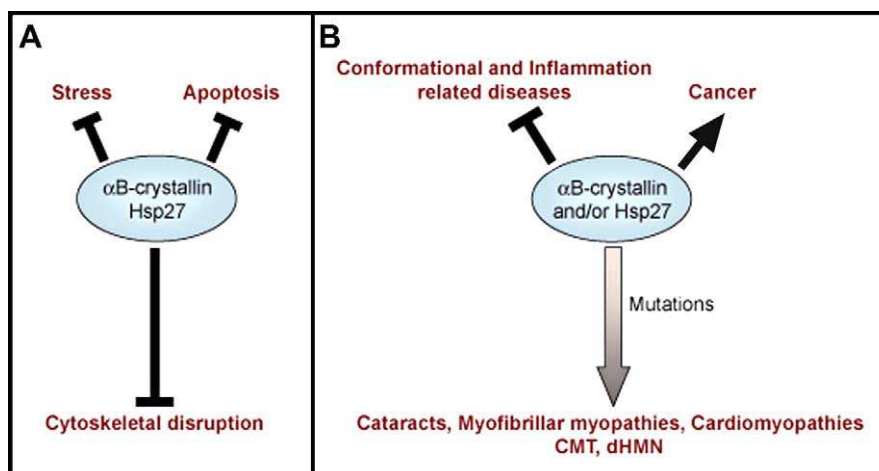 A
Stress
Apoptosis
αB-crystallin
Hsp27
Cytoskeletal disruption
B
Conformational and Inflammation
related diseases
Cancer
αB-crystallin
and/or Hsp27
Mutations
Cataracts, Myofibrillar myopathies, Cardiomyopathies
CMT, dHMN